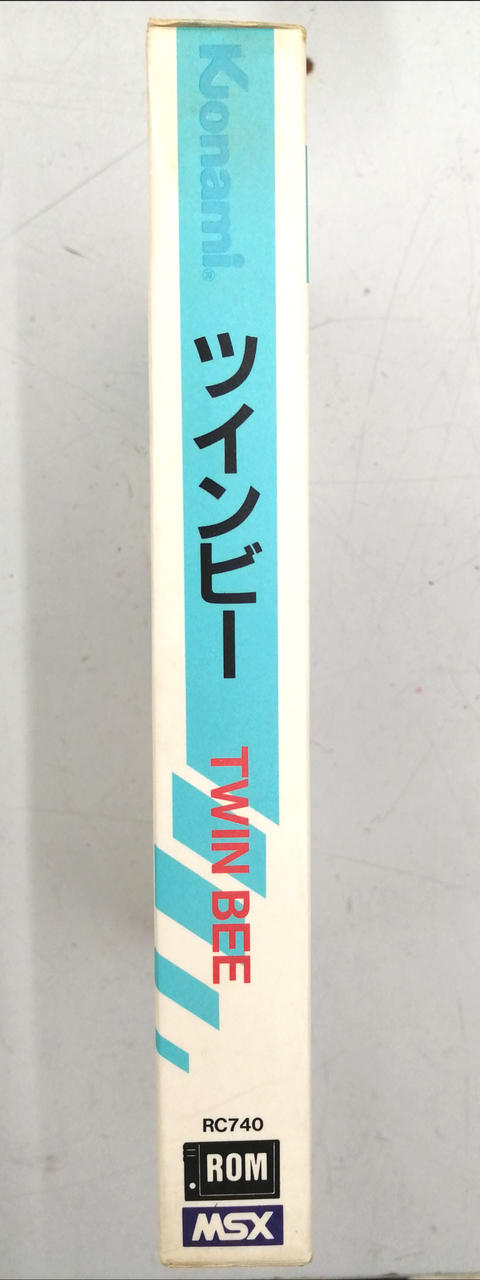 Konami®
ツインビー
TWIN BEE
RC740
ROM
MSX